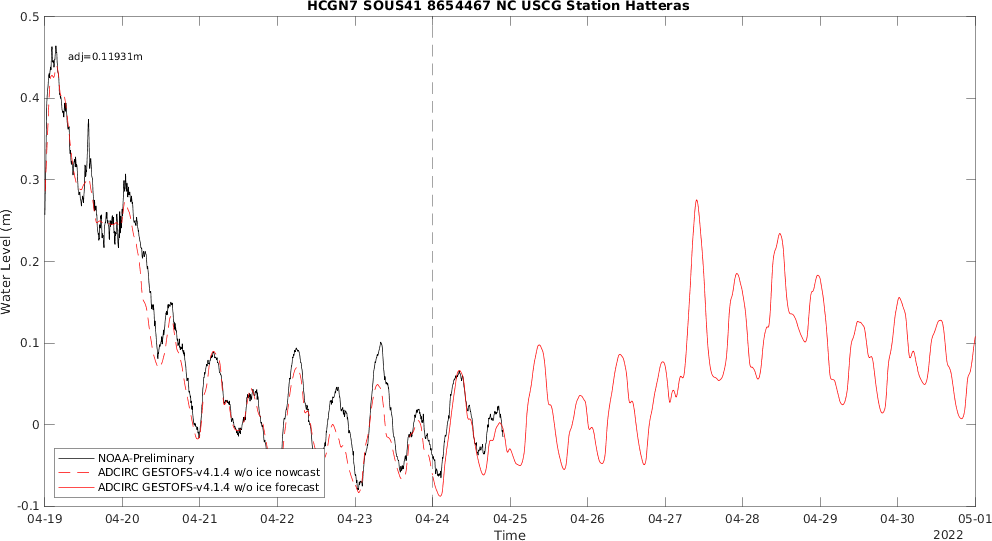 HCGN7 SOUS41 8654467 NC USCG Station Hatteras
0.5
adj=0.11931m
0.4
0.3
0.2
0.1
0
-0.1
Water Level (m)
NOAA-Preliminary
ADCIRC GESTOFS-v4.1.4 w/o ice nowcast
ADCIRC GESTOFS-v4.1.4 w/o ice forecast
04-19 04-20 04-21 04-22 04-23 04-24 04-25 04-26 04-27 04-28 04-29 04-30 05-01
Time
2022